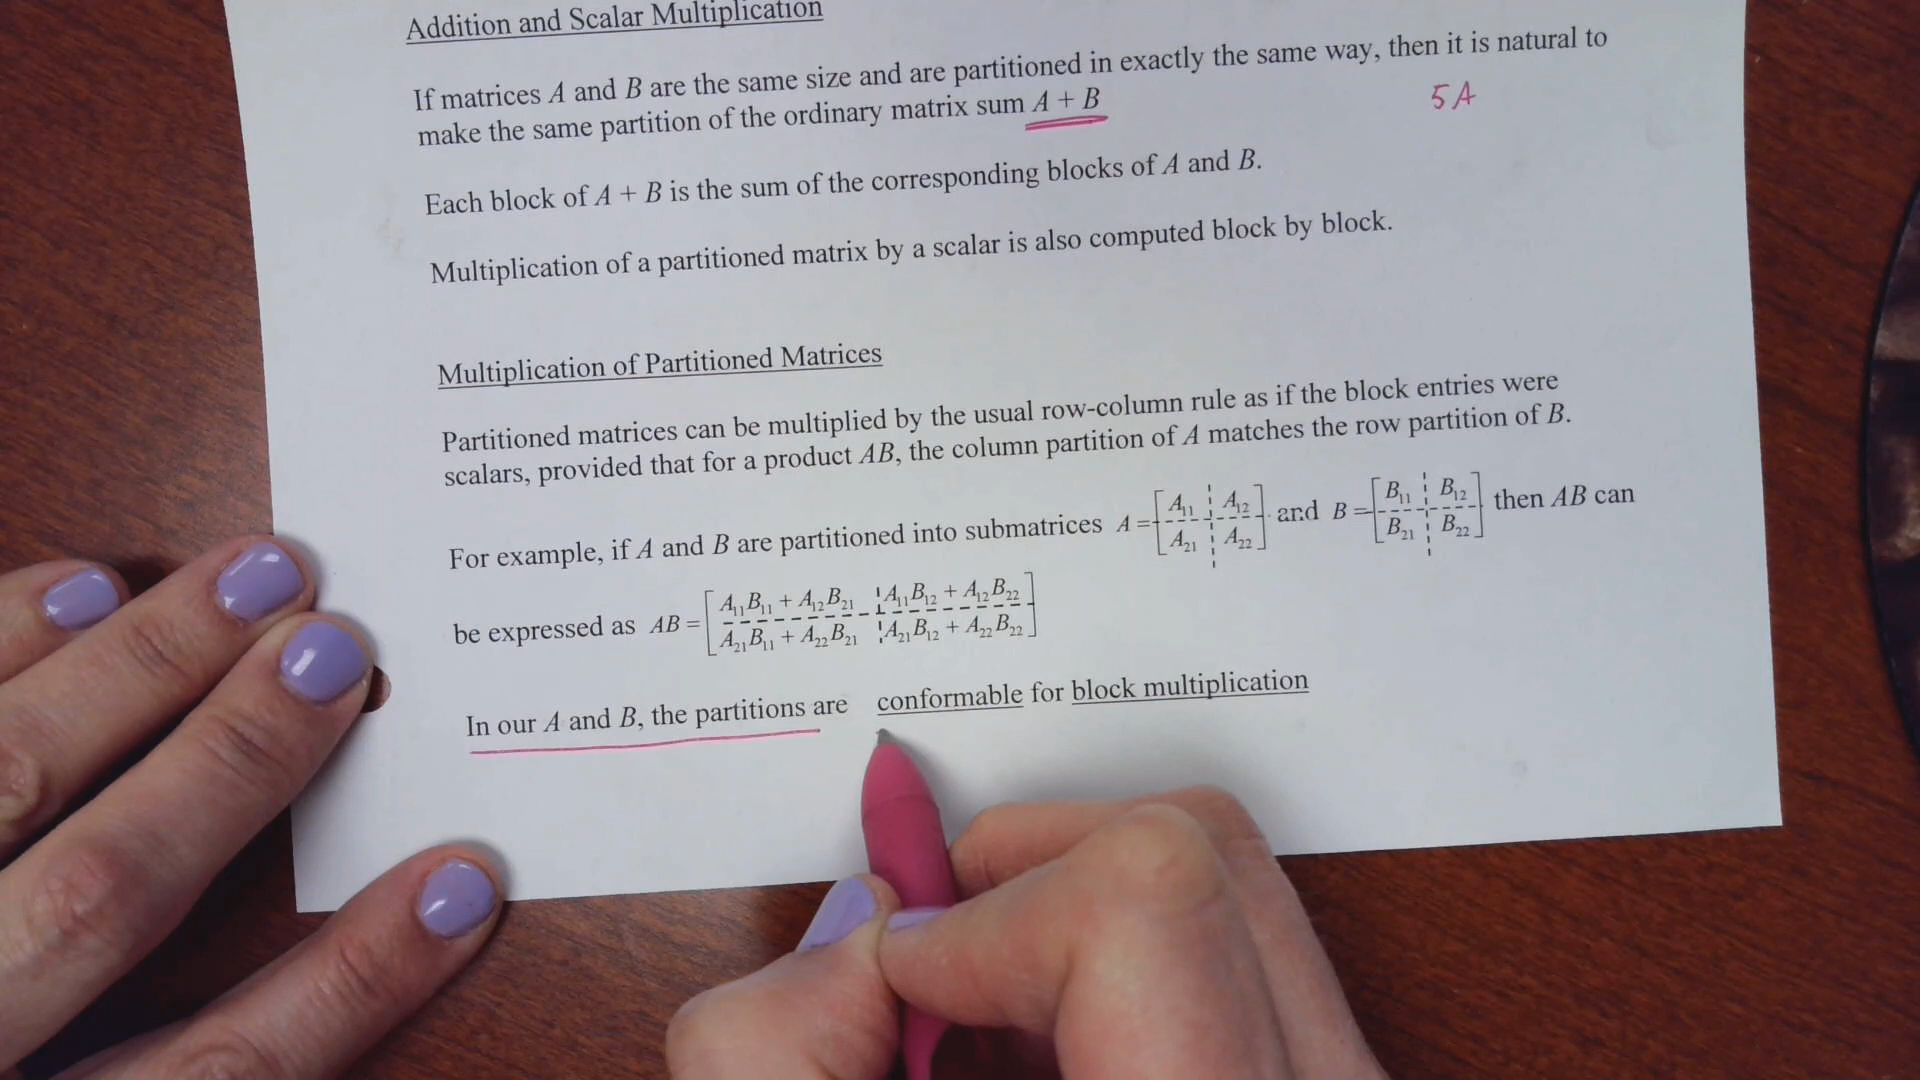 Addition and Scalar Multiplication
If matrices A and B are the same size and are partitioned in exactly the same way, then it is natural to
make the same partition of the ordinary matrix sum A + B
5A
Each block of A + B is the sum of the corresponding blocks of A and B.
Multiplication of a partitioned matrix by a scalar is also computed block by block.
Multiplication of Partitioned Matrices
Partitioned matrices can be multiplied by the usual row-column rule as if the block entries were
scalars, provided that for a product AB, the column partition of A matches the row partition of B.
For example, if A and B are partitioned into submatrices A = [A₁₁ A₁₂; A₂₁ A₂₂] and B = [B₁₁ B₁₂; B₂₁ B₂₂] then AB can
be expressed as AB = [A₁₁B₁₁ + A₁₂B₂₁ A₁₁B₁₂ + A₁₂B₂₂; A₂₁B₁₁ + A₂₂B₂₁ A₂₁B₁₂ + A₂₂B₂₂]
In our A and B, the partitions are conformable for block multiplication